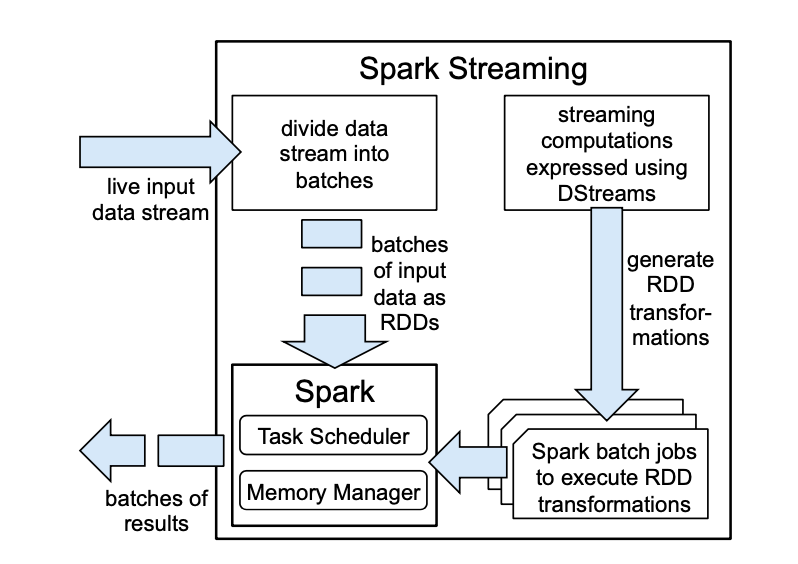 Spark Streaming
divide data
stream into
batches
streaming
computations
expressed using
DStreams
live input
data stream
batches
of input
data as
RDDs
generate
RDD
transfor-
mations
Spark
Task Scheduler
Memory Manager
Spark batch jobs
to execute RDD
transformations
batches of
results